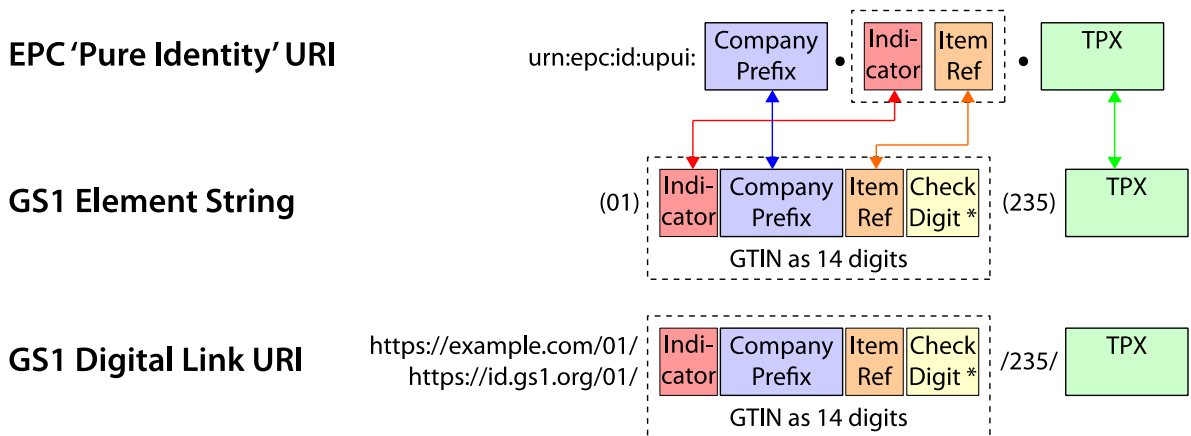 EPC ‘Pure Identity’ URI
urn:epc:id:upui:
Company
Prefix
•
Indi-
cator
Item
Ref
•
TPX
GS1 Element String
(01)
Indi-
cator
Company
Prefix
Item
Ref
Check
Digit *
(235)
TPX
GTIN as 14 digits
GS1 Digital Link URI
https://example.com/01/
https://id.gs1.org/01/
Indi-
cator
Company
Prefix
Item
Ref
Check
Digit *
/235/
TPX
GTIN as 14 digits